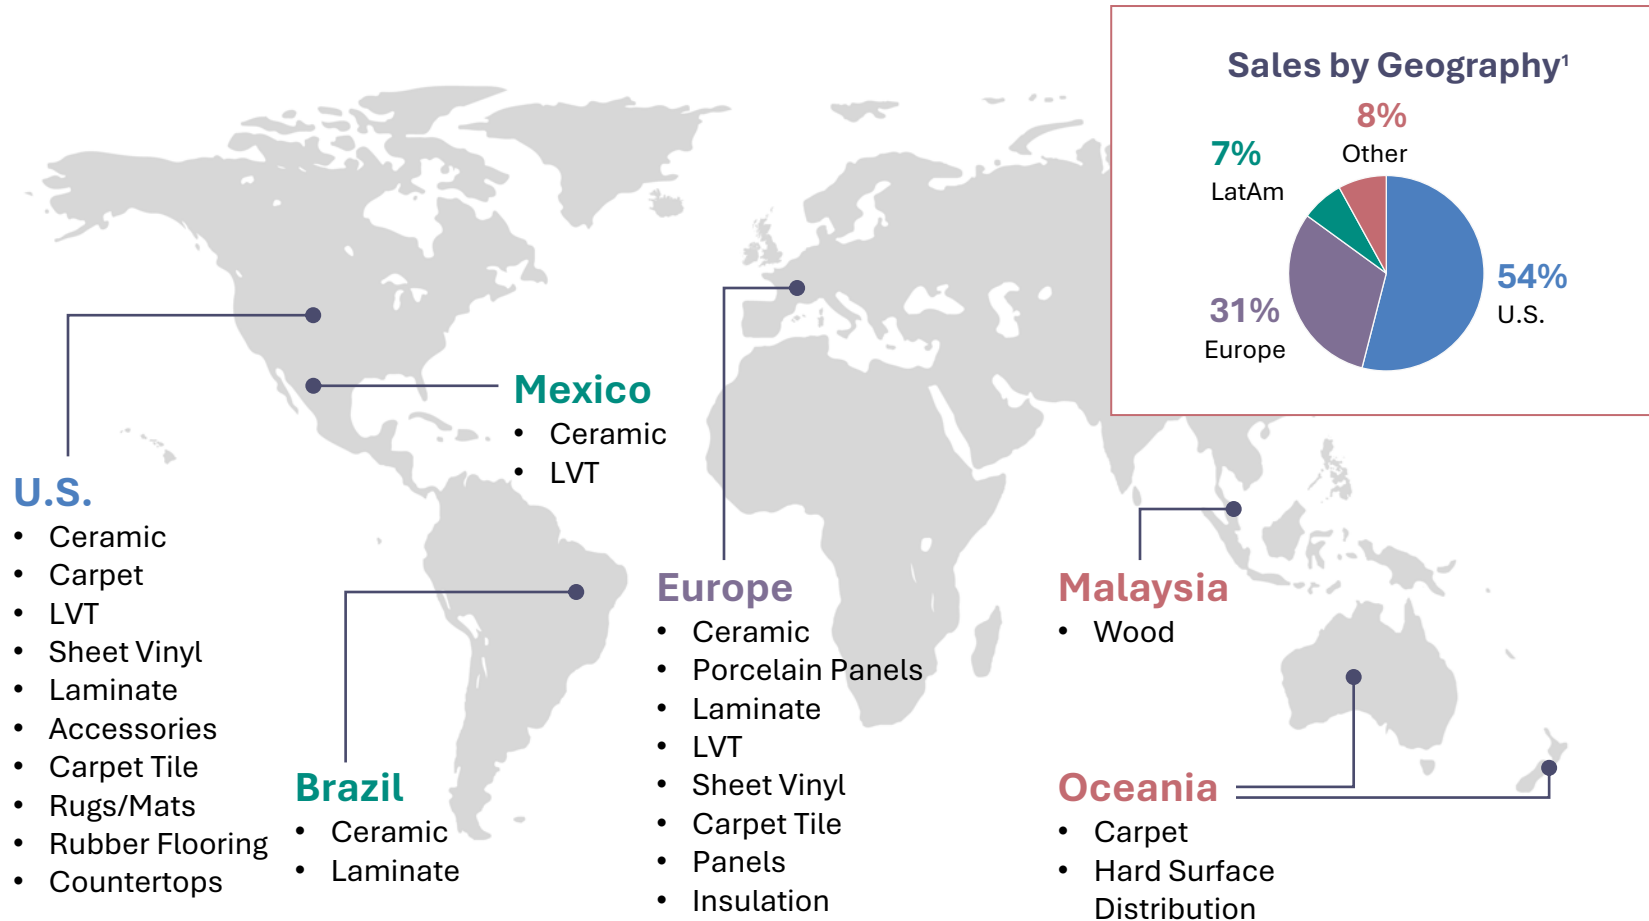 Sales by Geography¹
8%
Other
7%
LatAm
54%
U.S.
31%
Europe
Mexico
• Ceramic
• LVT
U.S.
• Ceramic
• Carpet
• LVT
• Sheet Vinyl
• Laminate
• Accessories
• Carpet Tile
• Rugs/Mats
• Rubber Flooring
• Countertops
Brazil
• Ceramic
• Laminate
Europe
• Ceramic
• Porcelain Panels
• Laminate
• LVT
• Sheet Vinyl
• Carpet Tile
• Panels
• Insulation
Malaysia
• Wood
Oceania
• Carpet
• Hard Surface
Distribution